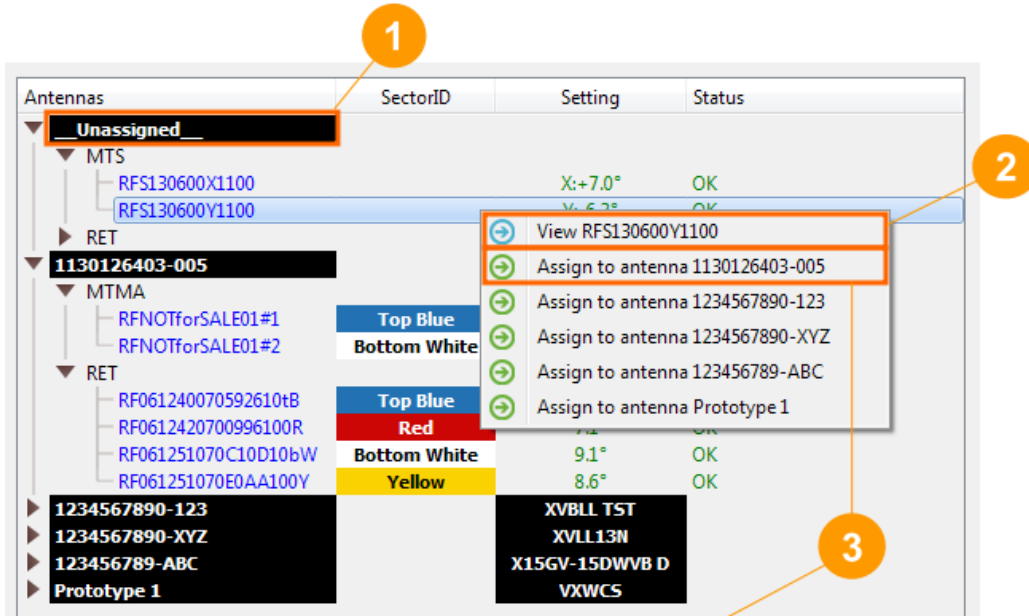 1
Antennas SectorID Setting Status
__Unassigned__
MTS
RFS130600X1100 X:+7.0° OK
RFS130600Y1100
2
View RFS130600Y1100
RET
1130126403-005
Assign to antenna 1130126403-005
MTMA
RFNOTforSALE01#1 Top Blue
Assign to antenna 1234567890-123
RFNOTforSALE01#2 Bottom White
Assign to antenna 1234567890-XYZ
RET
Assign to antenna 123456789-ABC
RF061240070592610tB Top Blue
Assign to antenna Prototype 1
RF0612420700996100R Red
RF061251070C10D10bW Bottom White 9.1° OK
RF061251070E0AA100Y Yellow 8.6° OK
1234567890-123 XVBLL TST
1234567890-XYZ XVLL13N
123456789-ABC X15GV-15DWVB D
Prototype 1 VXWCS
3